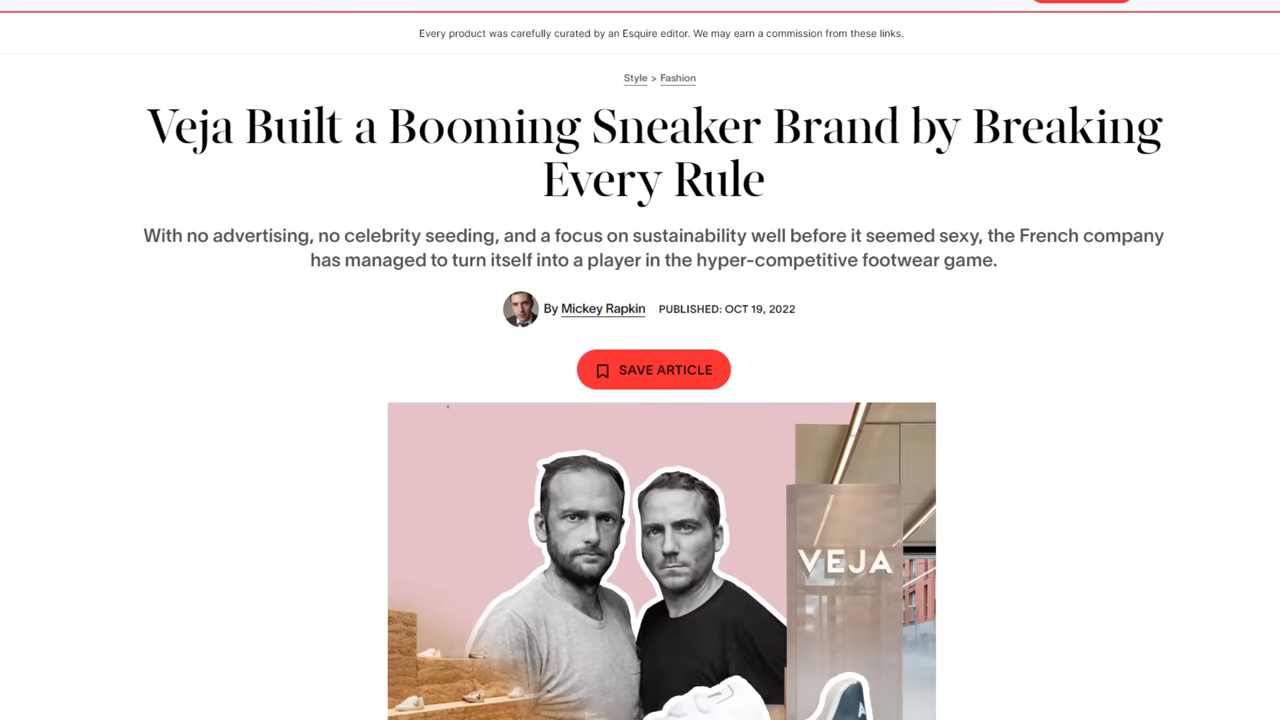 Every product was carefully curated by an Esquire editor. We may earn a commission from these links.
Style > Fashion
Veja Built a Booming Sneaker Brand by Breaking
Every Rule
With no advertising, no celebrity seeding, and a focus on sustainability well before it seemed sexy, the French company
has managed to turn itself into a player in the hyper-competitive footwear game.
By Mickey Rapkin PUBLISHED: OCT 19, 2022
SAVE ARTICLE
VEJA